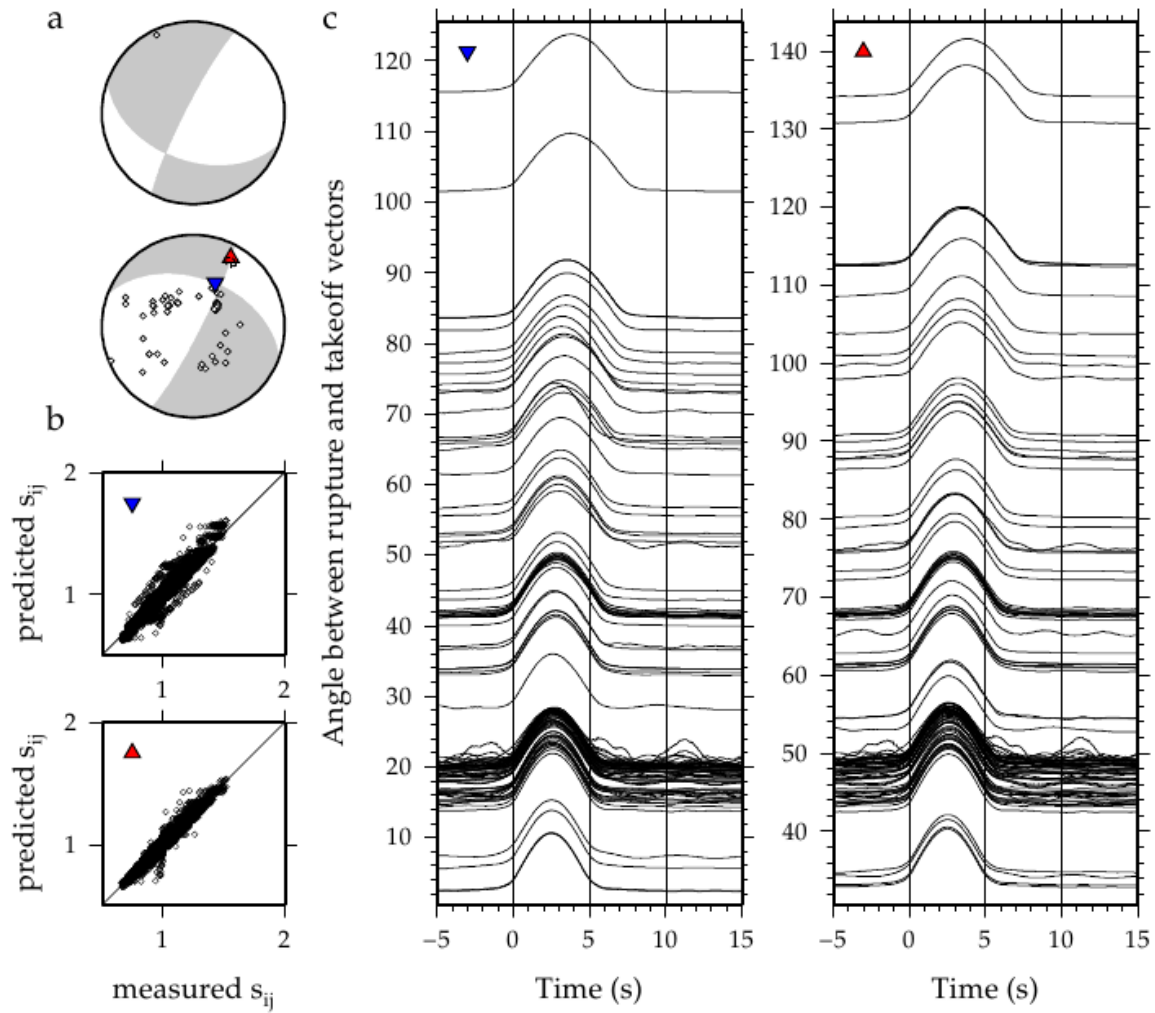 a
b
predicted s_ij
2
1
1
2
predicted s_ij
2
1
1
2
measured s_ij
c
Angle between rupture and takeoff vectors
120
110
100
90
80
70
60
50
40
30
20
10
−5 0 5 10 15
Time (s)
140
130
120
110
100
90
80
70
60
50
40
−5 0 5 10 15
Time (s)